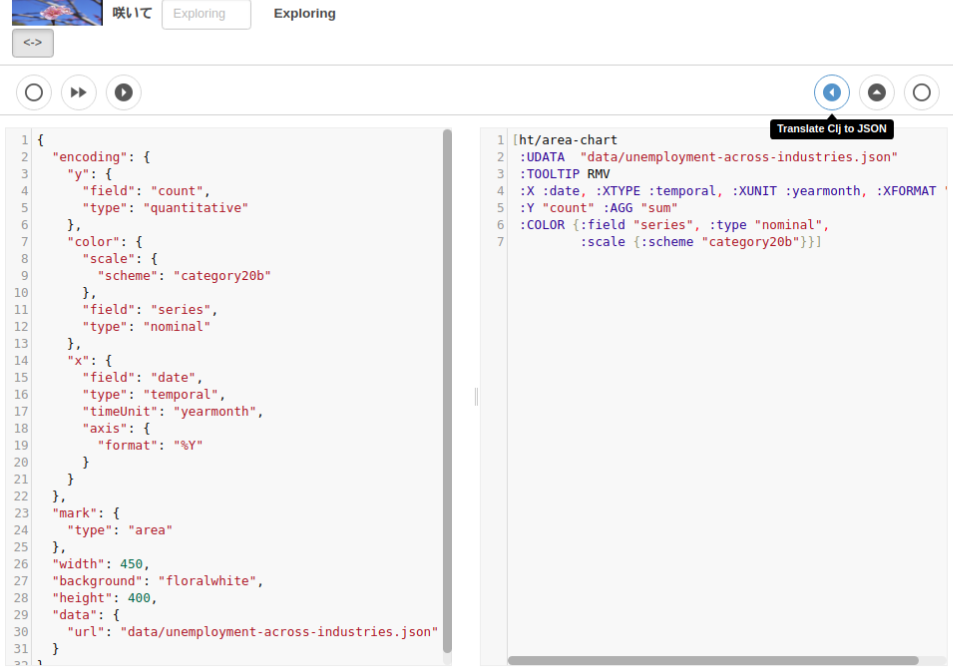 咲いて Exploring Exploring
<->
Translate Clj to JSON
1 {
2 "encoding": {
3 "y": {
4 "field": "count",
5 "type": "quantitative"
6 },
7 "color": {
8 "scale": {
9 "scheme": "category20b"
10 },
11 "field": "series",
12 "type": "nominal"
13 },
14 "x": {
15 "field": "date",
16 "type": "temporal",
17 "timeUnit": "yearmonth",
18 "axis": {
19 "format": "%Y"
20 }
21 }
22 },
23 "mark": {
24 "type": "area"
25 },
26 "width": 450,
27 "background": "floralwhite",
28 "height": 400,
29 "data": {
30 "url": "data/unemployment-across-industries.json"
31 }
32 }
1 [ht/area-chart
2 :UDATA "data/unemployment-across-industries.json"
3 :TOOLTIP RMV
4 :X :date, :XTYPE :temporal, :XUNIT :yearmonth, :XFORMAT "
5 :Y "count" :AGG "sum"
6 :COLOR {:field "series", :type "nominal",
7 :scale {:scheme "category20b"}}]